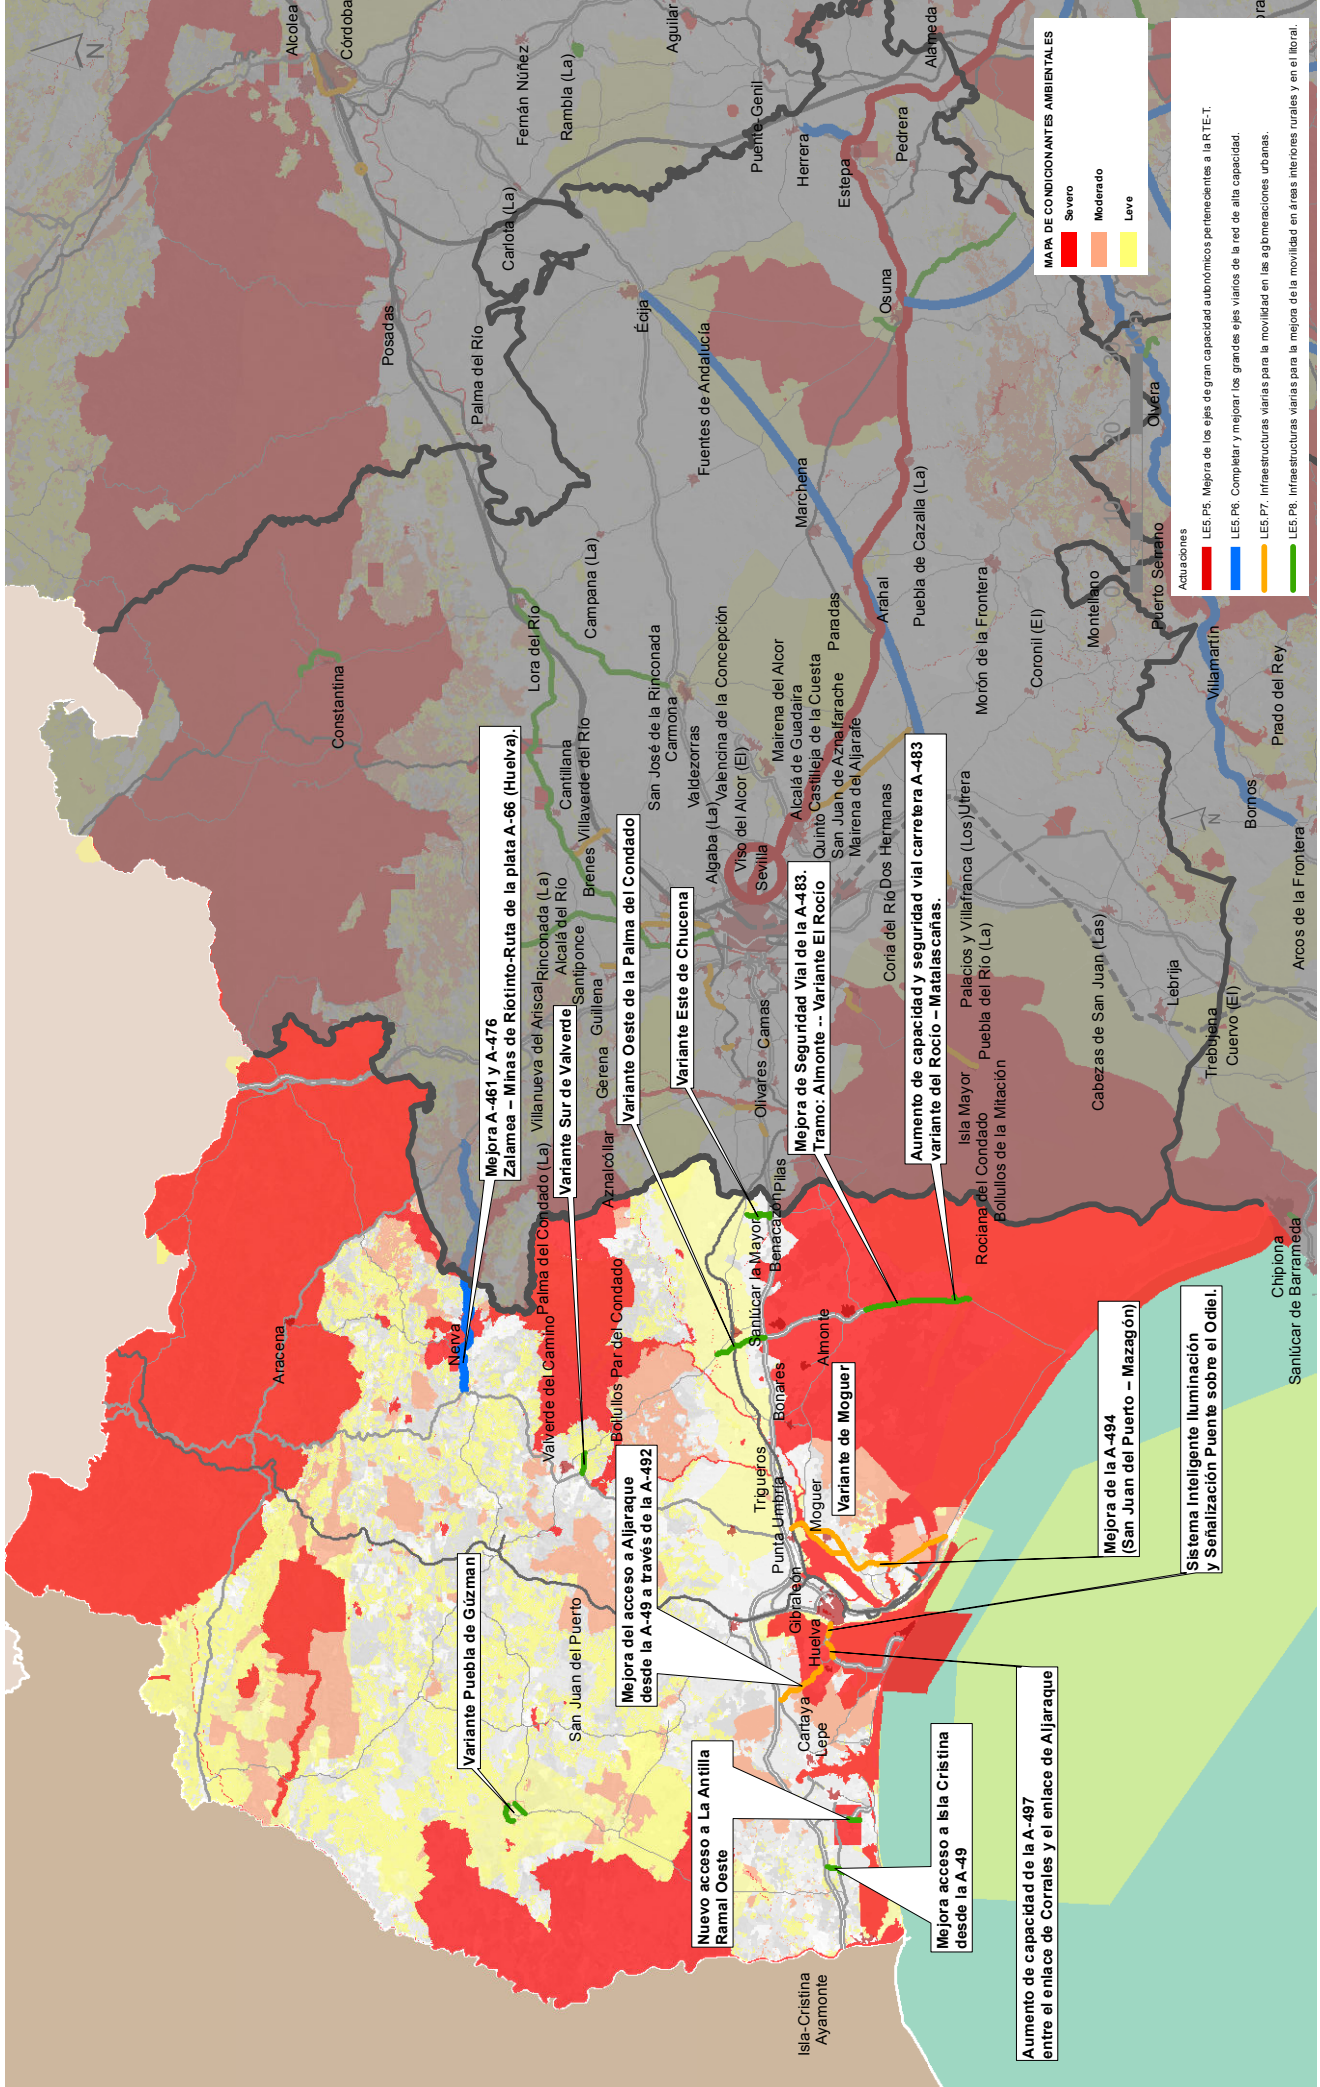 MAPA DE CONDICIONANTES AMBIENTALES
Severo
Moderado
Leve
Actuaciones
LE5.P5. Mejora de los ejes de gran capacidad autonómicos pertenecientes a la RTE-T.
LE5.P6. Completar y mejorar los grandes ejes viarios de la red de alta capacidad.
LE5.P7. Infraestructuras viarias para la movilidad en las aglomeraciones urbanas.
LE5.P8. Infraestructuras viarias para la mejora de la movilidad en áreas interiores rurales y en el litoral.
Mejora A-461 y A-476
Zalamea – Minas de Riotinto-Ruta de la plata A-66 (Huelva).
Variante Sur de Valverde
Variante Oeste de la Palma del Condado
Variante Este de Chucena
Mejora de Seguridad Vial de la A-483.
Tramo: Almonte -- Variante El Rocío
Aumento de capacidad y seguridad vial carretera A-483
variante del Rocío – Matalascañas.
Variante Puebla de Gúzman
Mejora del acceso a Aljaraque
desde la A-49 a través de la A-492
Variante de Moguer
Mejora de la A-494
(San Juan del Puerto – Mazagón)
Sistema Inteligente Iluminación
y Señalización Puente sobre el Odiel.
Nuevo acceso a La Antilla
Ramal Oeste
Mejora acceso a Isla Cristina
desde la A-49
Aumento de capacidad de la A-497
entre el enlace de Corrales y el enlace de Aljaraque
N
Alcolea
Córdoba
Fernán Núñez
Rambla (La)
Aguilar
Carlota (La)
Puente-Genil
Herrera
Estepa
Pedrera
Alameda
Posadas
Palma del Río
Écija
Fuentes de Andalucía
Osuna
Olvera
Marchena
Puebla de Cazalla (La)
Constantina
Lora del Río
Campana (La)
Paradas
Arahal
Morón de la Frontera
Coronil (El)
Montellano
Puerto Serrano
Villamartín
Prado del Rey
Bornos
Arcos de la Frontera
Cantillana
Villaverde del Río
Brenes
San José de la Rinconada
Carmona
Valdezorras
Valencina de la Concepción
Algaba (La)
Viso del Alcor (El)
Sevilla
Mairena del Alcor
Alcalá de Guadaira
Quinto
Castilleja de la Cuesta
San Juan de Aznalfarache
Mairena del Aljarafe
Dos Hermanas
Coria del Río
Utrera
Palacios y Villafranca (Los)
Puebla del Río (La)
Isla Mayor
Rociana del Condado
Bollullos de la Mitación
Cabezas de San Juan (Las)
Lebrija
Trebujena
Cuervo (El)
Rinconada (La)
Alcalá del Río
Santiponce
Villanueva del Ariscal
Guillena
Gerena
Aznalcóllar
Olivares
Camas
Pilas
Benacazón
Sanlúcar la Mayor
Palma del Condado (La)
Valverde del Camino
Bollullos Par del Condado
Aracena
Nerva
Almonte
Bonares
Trigueros
Punta Umbría
Moguer
Gibraleón
Huelva
San Juan del Puerto
Cartaya
Lepe
Isla-Cristina
Ayamonte
Chipiona
Sanlúcar de Barrameda
N